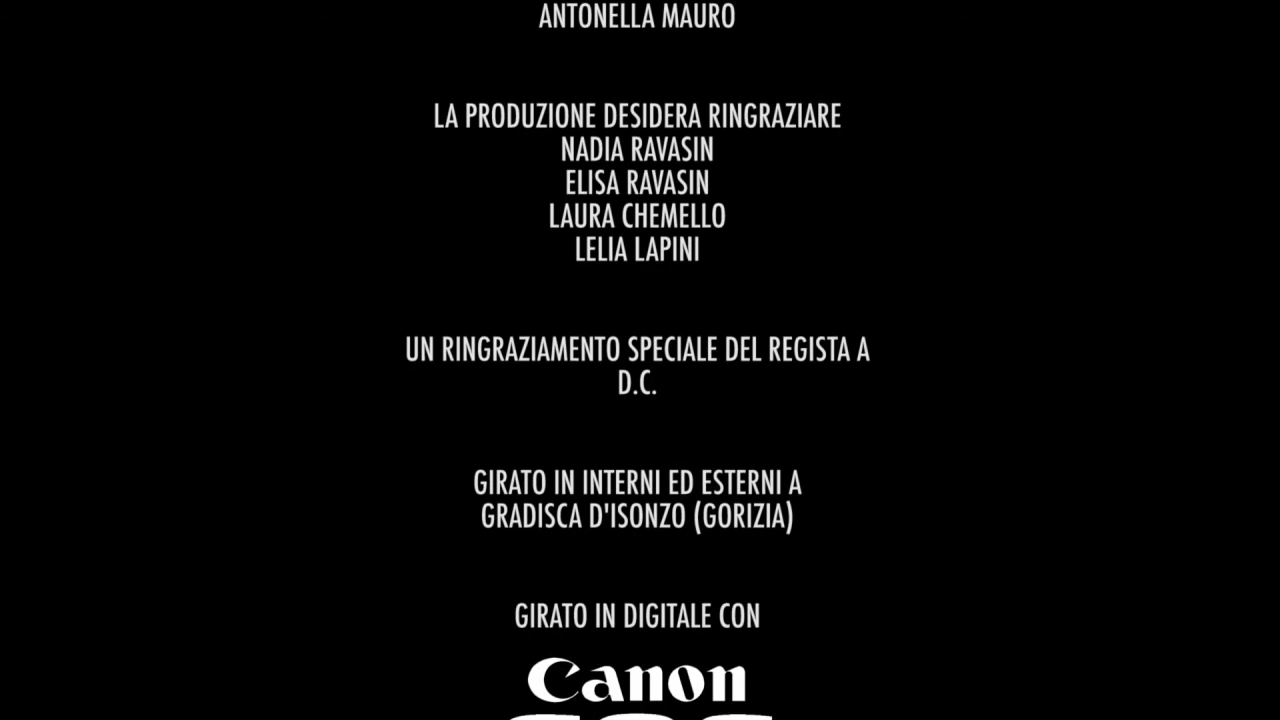 ANTONELLA MAURO
LA PRODUZIONE DESIDERA RINGRAZIARE
NADIA RAVASIN
ELISA RAVASIN
LAURA CHEMELLO
LELIA LAPINI
UN RINGRAZIAMENTO SPECIALE DEL REGISTA A
D.C.
GIRATO IN INTERNI ED ESTERNI A
GRADISCA D'ISONZO (GORIZIA)
GIRATO IN DIGITALE CON
Canon